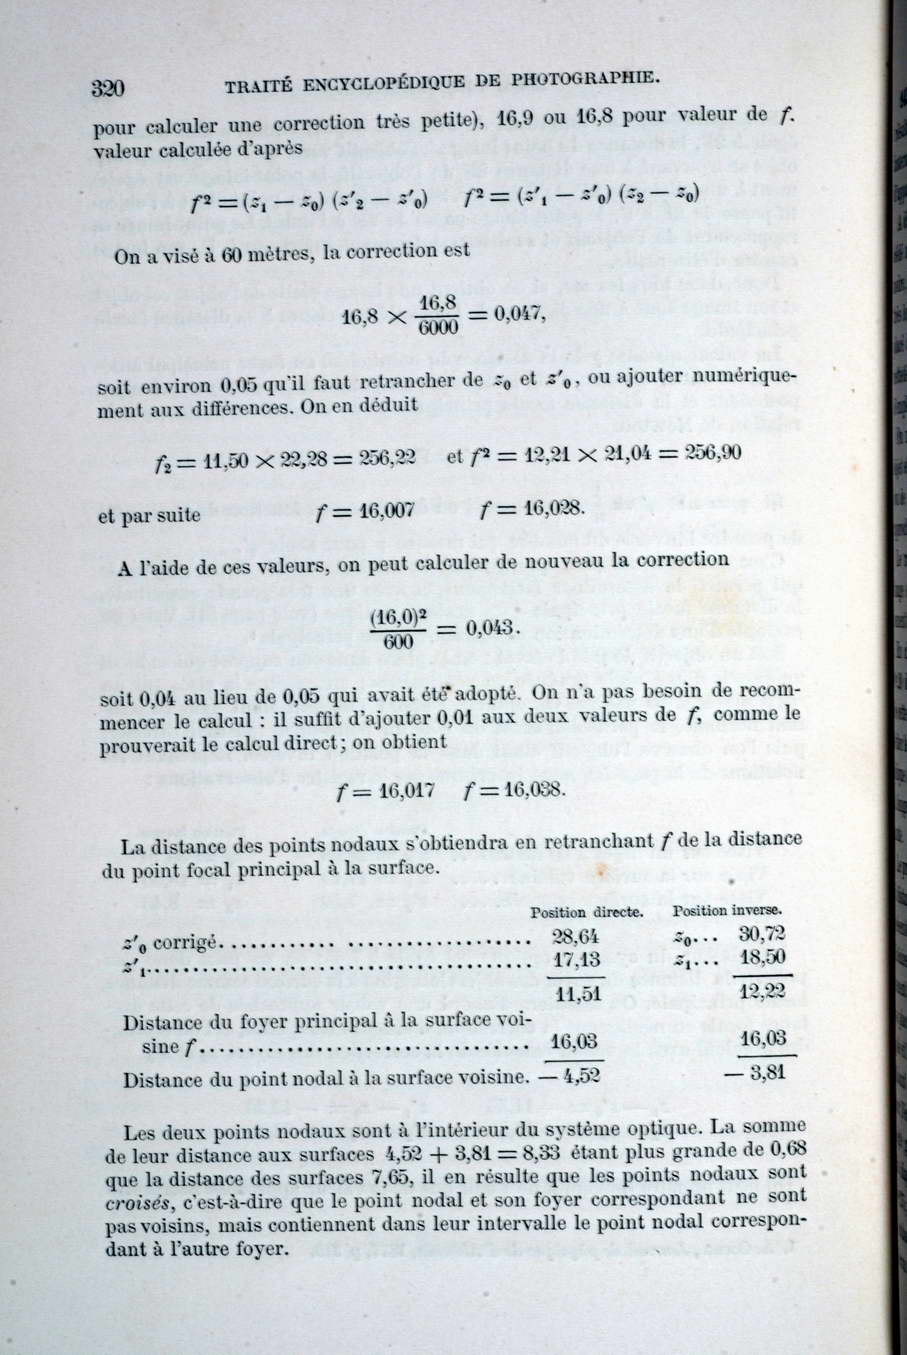 320 TRAITÉ ENCYCLOPÉDIQUE DE PHOTOGRAPHIE.
pour calculer une correction très petite), 16,9 ou 16,8 pour valeur de f.
valeur calculée d'après
f² = (z₁ — z₀) (z′₂ — z′₀) f² = (z′₁ — z′₀) (z₂ — z₀)
On a visé à 60 mètres, la correction est
16,8 × 16,8/6000 = 0,047,
soit environ 0,05 qu'il faut retrancher de z₀ et z′₀, ou ajouter numérique-
ment aux différences. On en déduit
f₂ = 11,50 × 22,28 = 256,22 et f² = 12,21 × 21,04 = 256,90
et par suite f = 16,007 f = 16,028.
A l'aide de ces valeurs, on peut calculer de nouveau la correction
(16,0)²/600 = 0,043.
soit 0,04 au lieu de 0,05 qui avait été adopté. On n'a pas besoin de recom-
mencer le calcul : il suffit d'ajouter 0,01 aux deux valeurs de f, comme le
prouverait le calcul direct; on obtient
f = 16,017 f = 16,038.
La distance des points nodaux s'obtiendra en retranchant f de la distance
du point focal principal à la surface.
Position directe. Position inverse.
z′₀ corrigé. . . . . . . . . . . . . . . . . . . . . . . . . . . . . . 28,64 z₀... 30,72
z′₁. . . . . . . . . . . . . . . . . . . . . . . . . . . . . . . . . . . . . 17,13 z₁... 18,50
11,51 12,22
Distance du foyer principal à la surface voi-
sine f. . . . . . . . . . . . . . . . . . . . . . . . . . . . . . . . . 16,03 16,03
Distance du point nodal à la surface voisine. — 4,52 — 3,81
Les deux points nodaux sont à l'intérieur du système optique. La somme
de leur distance aux surfaces 4,52 + 3,81 = 8,33 étant plus grande de 0,68
que la distance des surfaces 7,65, il en résulte que les points nodaux sont
croisés, c'est-à-dire que le point nodal et son foyer correspondant ne sont
pas voisins, mais contiennent dans leur intervalle le point nodal correspon-
dant à l'autre foyer.